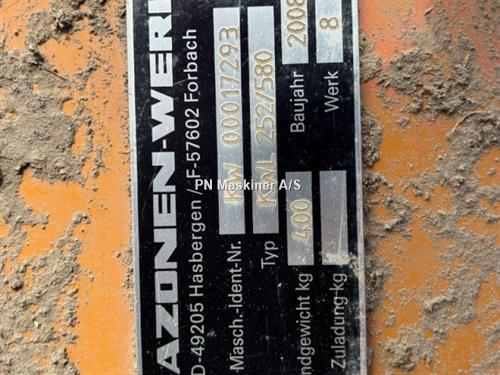 AZONEN-WERK
D-49205 Hasbergen / F-57602 Forbach
Masch.-Ident-Nr. KW 00017293
Typ KWL 252/580 Baujahr 2008
ndgewicht kg 400 Werk 8
Zuladung kg
PN Maskiner A/S